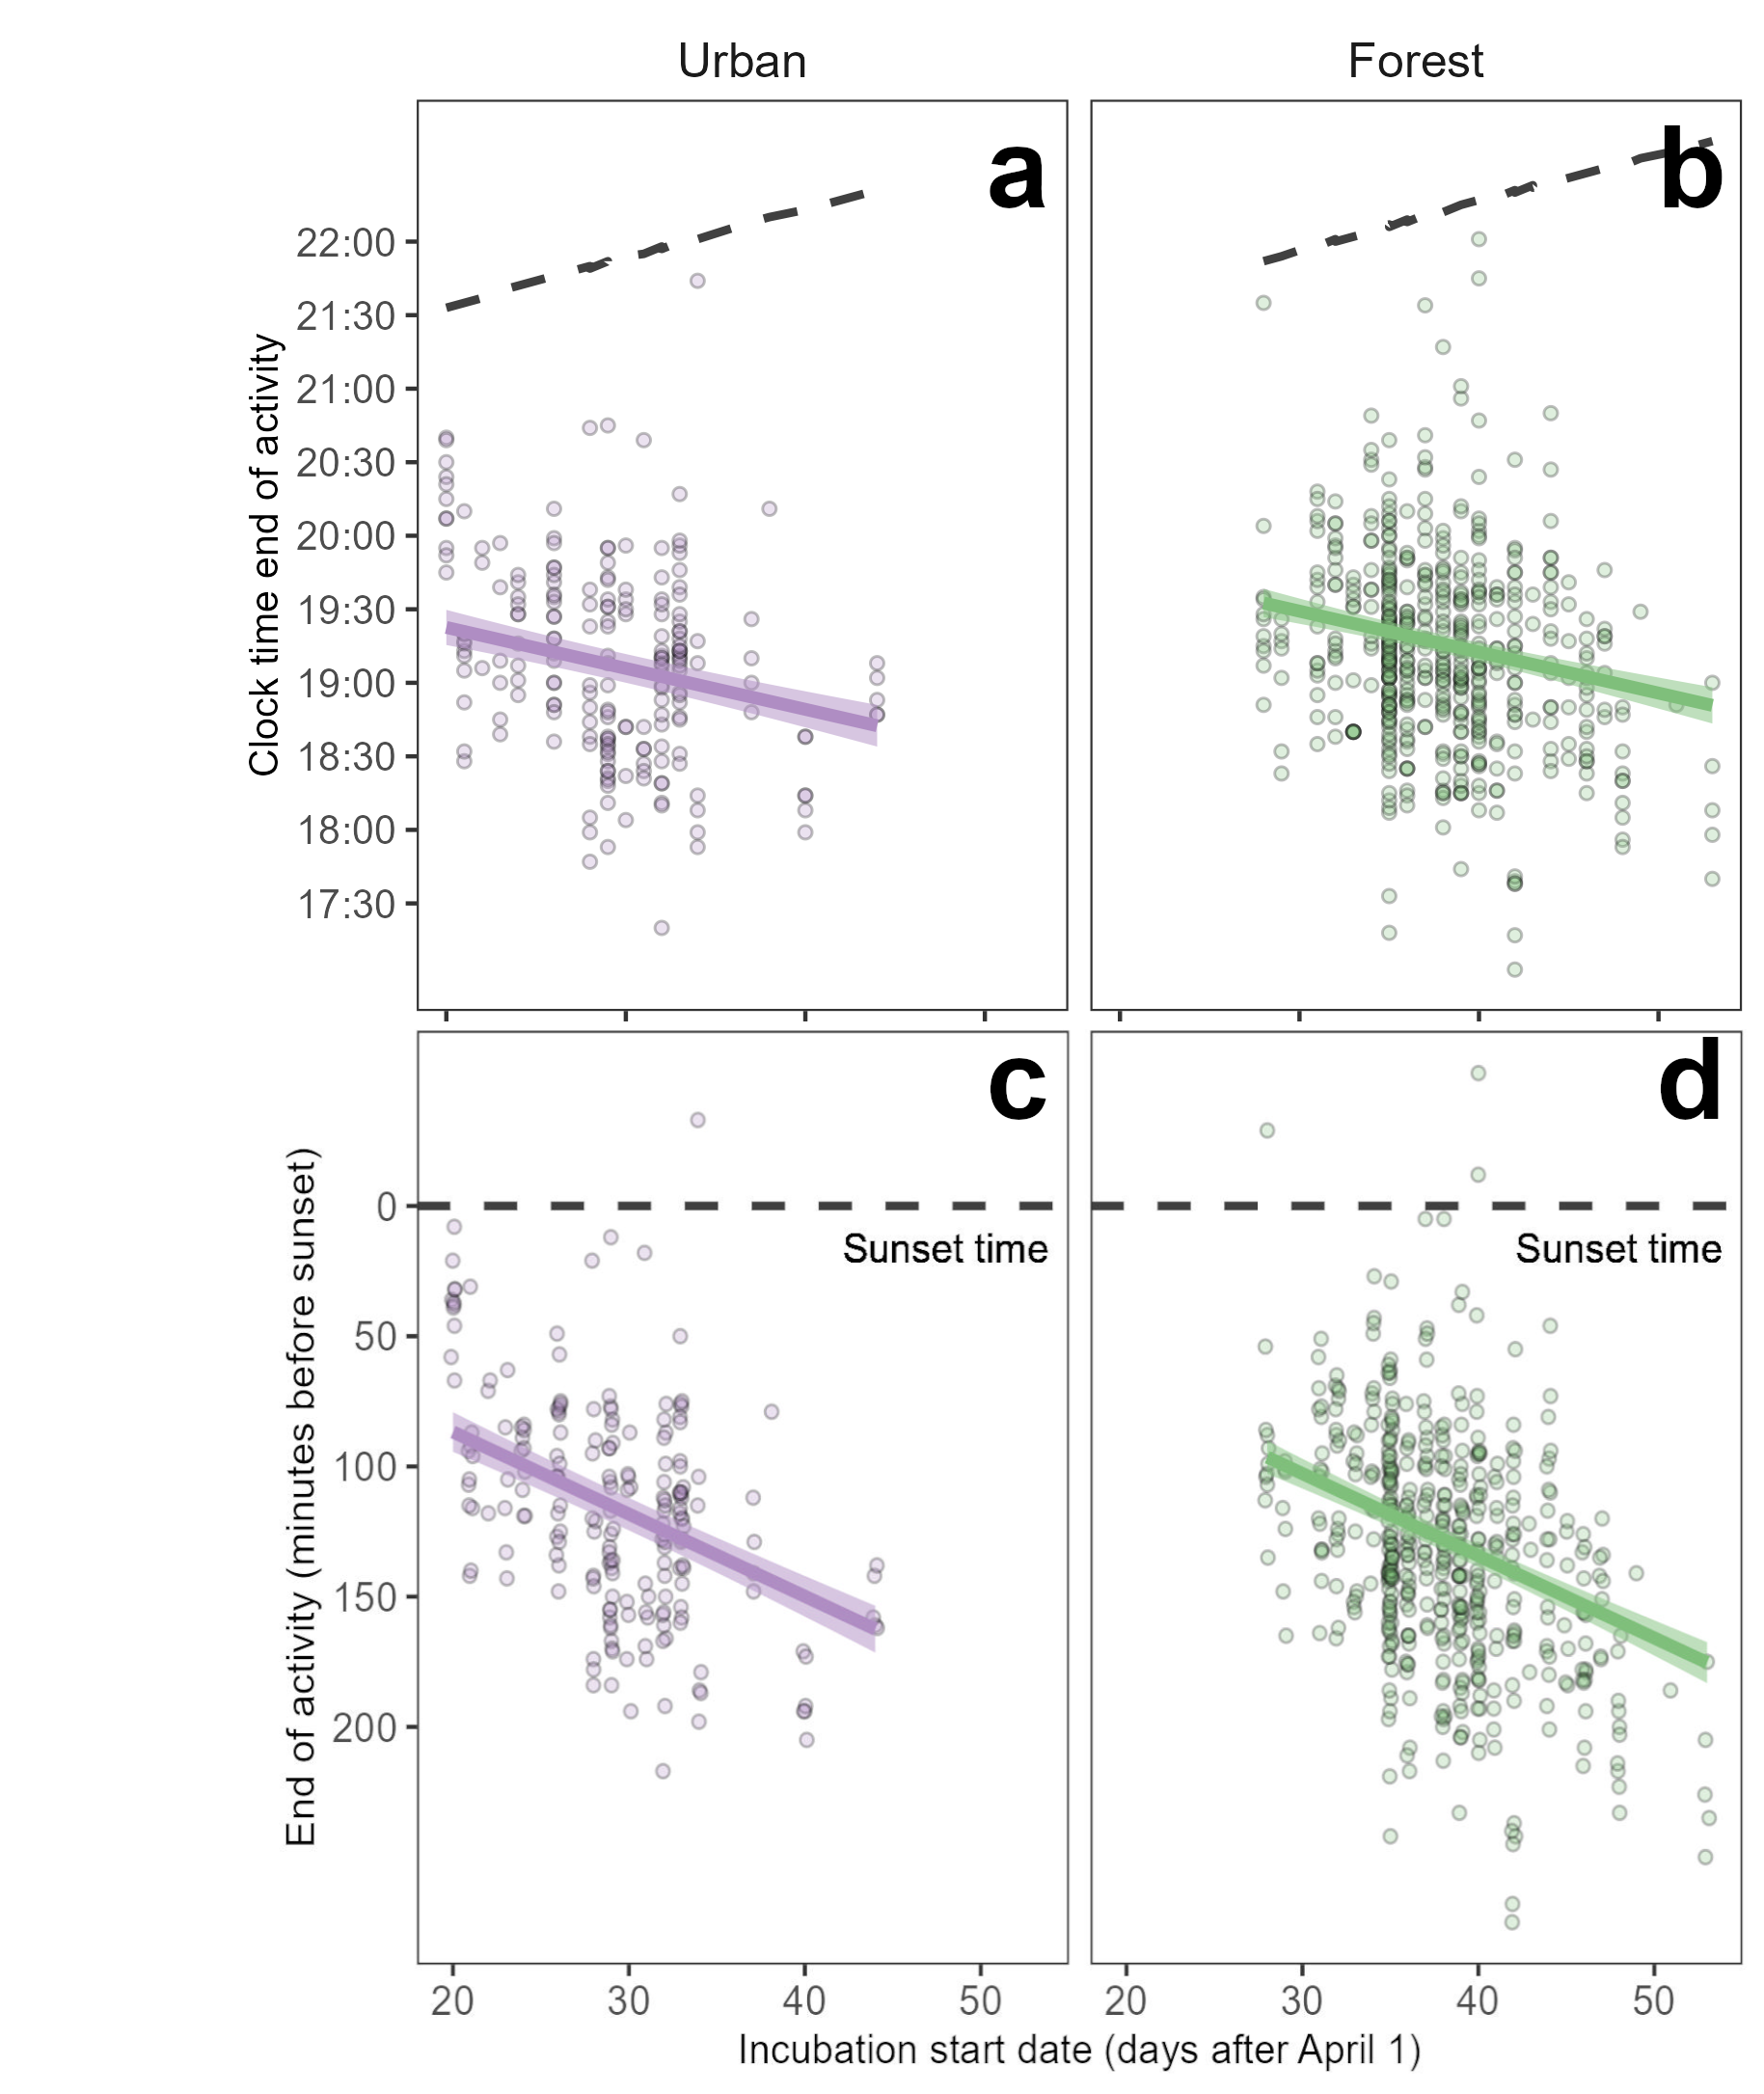 Urban
Forest
a
b
Clock time end of activity
22:00
21:30
21:00
20:30
20:00
19:30
19:00
18:30
18:00
17:30
c
d
End of activity (minutes before sunset)
0
50
100
150
200
Sunset time
Sunset time
20 30 40 50
20 30 40 50
Incubation start date (days after April 1)